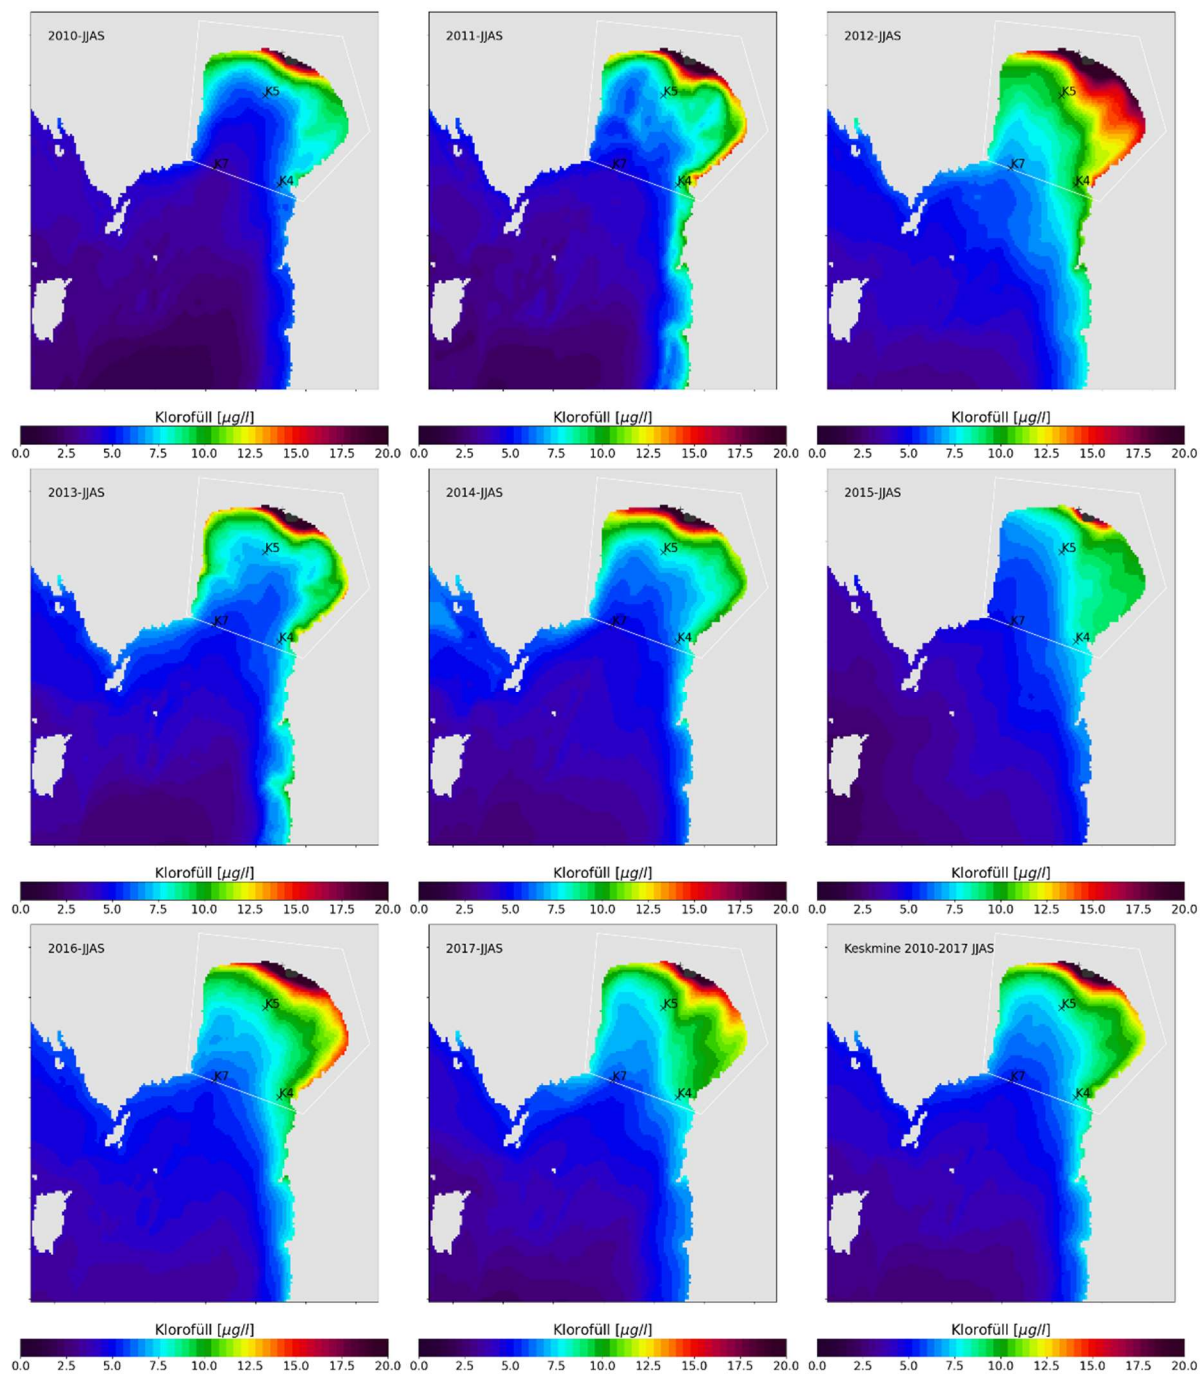 2010-JJAS
K5
K7
K4
2011-JJAS
K5
K7
K4
2012-JJAS
K5
K7
K4
Klorofüll [µg/l]
0.0 2.5 5.0 7.5 10.0 12.5 15.0 17.5 20.0
Klorofüll [µg/l]
0.0 2.5 5.0 7.5 10.0 12.5 15.0 17.5 20.0
Klorofüll [µg/l]
0.0 2.5 5.0 7.5 10.0 12.5 15.0 17.5 20.0
2013-JJAS
K5
K7
K4
2014-JJAS
K5
K7
K4
2015-JJAS
K5
K7
K4
Klorofüll [µg/l]
0.0 2.5 5.0 7.5 10.0 12.5 15.0 17.5 20.0
Klorofüll [µg/l]
0.0 2.5 5.0 7.5 10.0 12.5 15.0 17.5 20.0
Klorofüll [µg/l]
0.0 2.5 5.0 7.5 10.0 12.5 15.0 17.5 20.0
2016-JJAS
K5
K7
K4
2017-JJAS
K5
K7
K4
Keskmine 2010-2017 JJAS
K5
K7
K4
Klorofüll [µg/l]
0.0 2.5 5.0 7.5 10.0 12.5 15.0 17.5 20.0
Klorofüll [µg/l]
0.0 2.5 5.0 7.5 10.0 12.5 15.0 17.5 20.0
Klorofüll [µg/l]
0.0 2.5 5.0 7.5 10.0 12.5 15.0 17.5 20.0